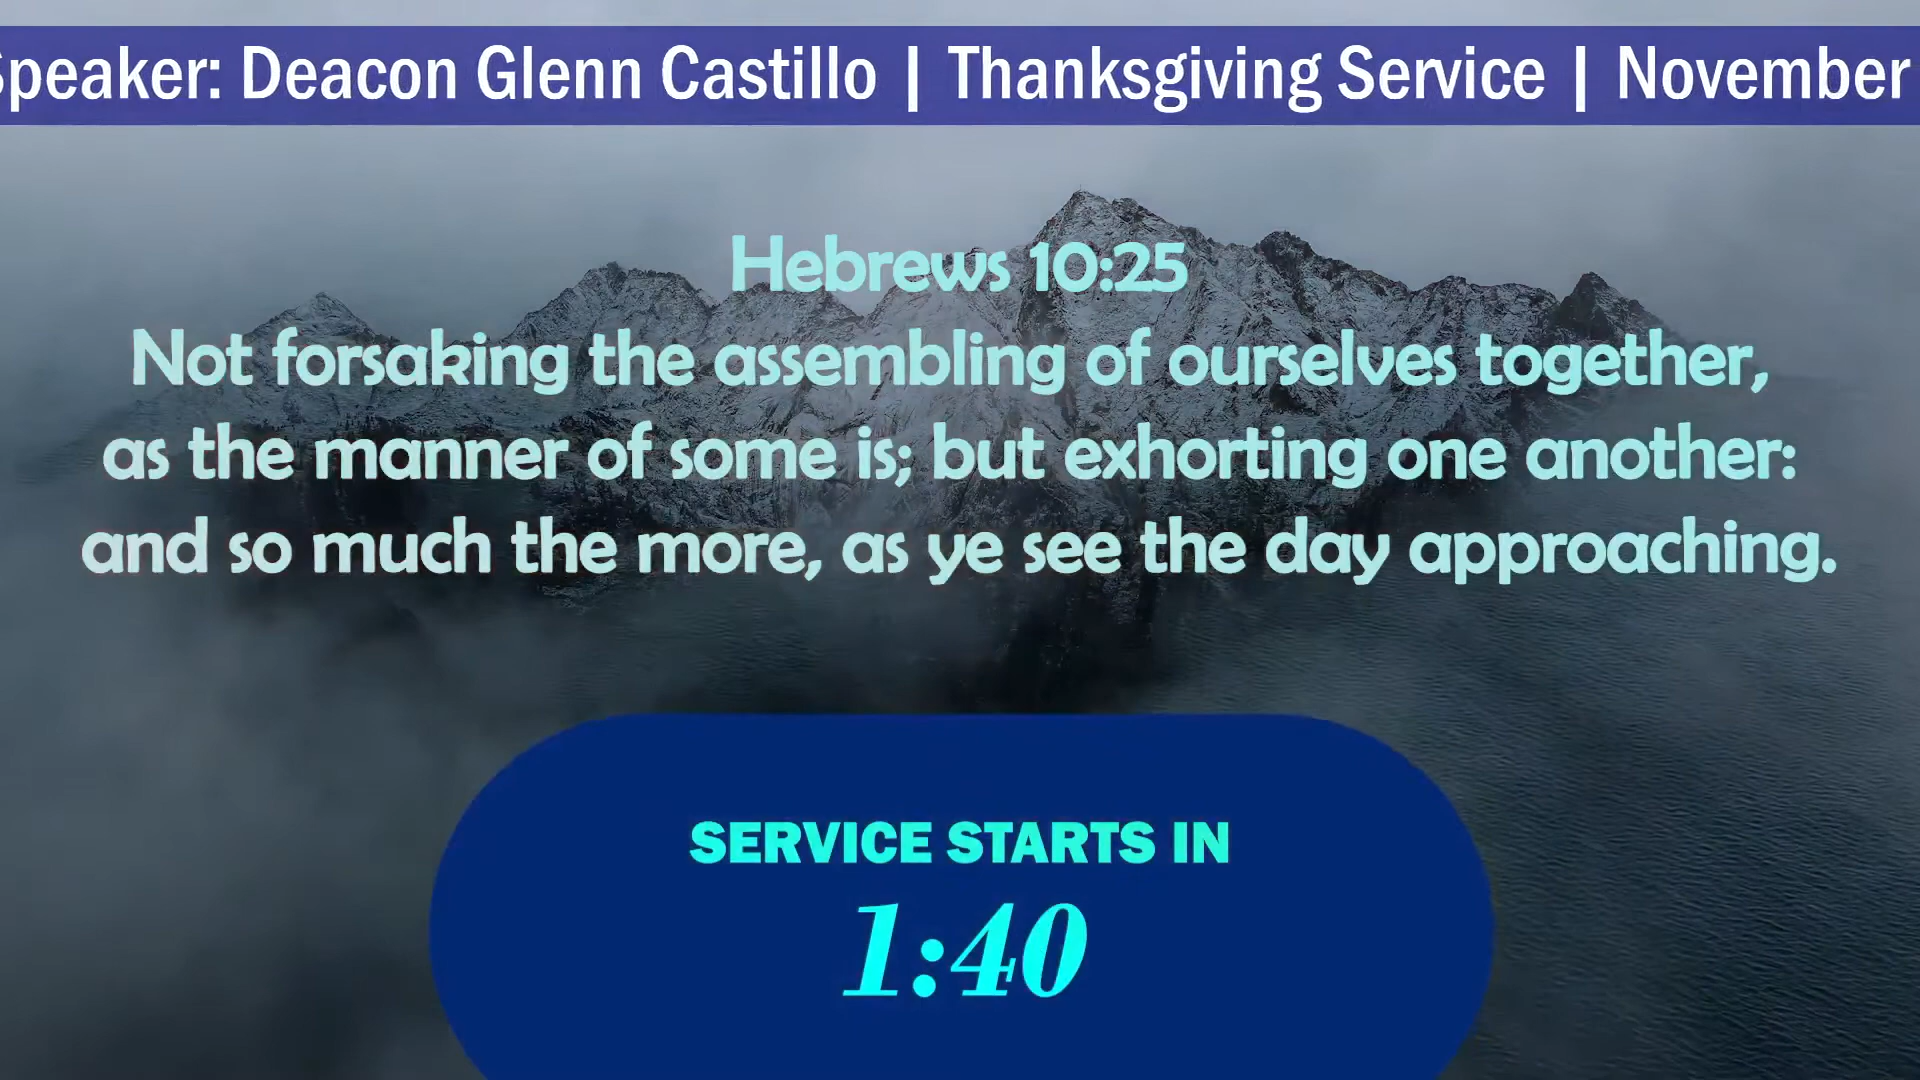 Speaker: Deacon Glenn Castillo | Thanksgiving Service | November
Hebrews 10:25
Not forsaking the assembling of ourselves together,
as the manner of some is; but exhorting one another:
and so much the more, as ye see the day approaching.
SERVICE STARTS IN
1:40